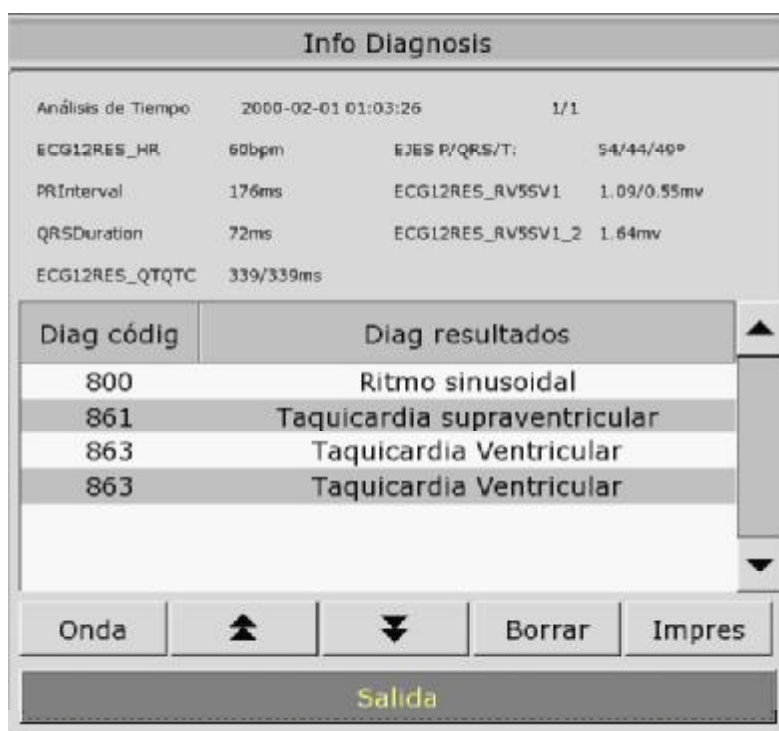 Info Diagnosis
Análisis de Tiempo 2000-02-01 01:03:26 1/1
ECG12RES_HR 60bpm EJES P/QRS/T: 54/44/49º
PRInterval 176ms ECG12RES_RV5SV1 1.09/0.55mv
QRSDuration 72ms ECG12RES_RV5SV1_2 1.64mv
ECG12RES_QTQTC 339/339ms
Diag códig Diag resultados
800 Ritmo sinusoidal
861 Taquicardia supraventricular
863 Taquicardia Ventricular
863 Taquicardia Ventricular
Onda Borrar Impres
Salida